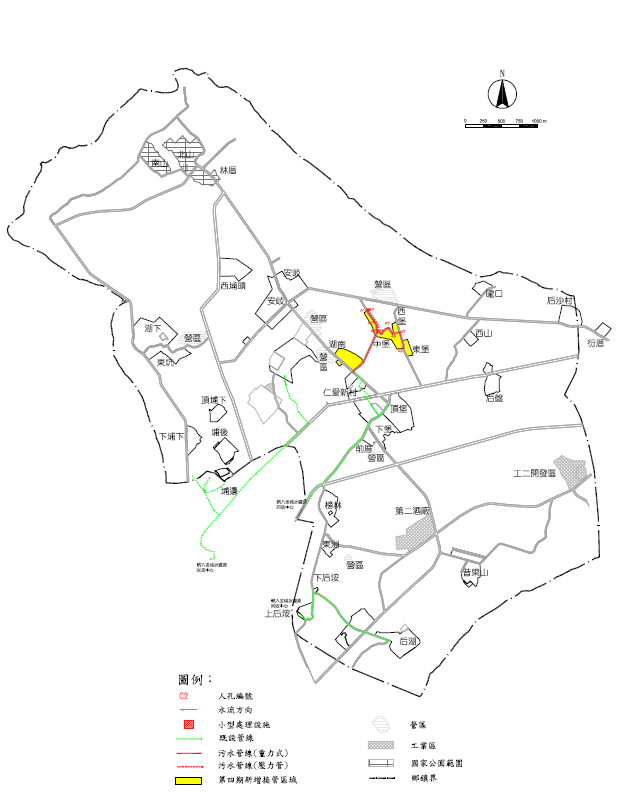 N
0 250 500 750 1000 m
北山
南山
林厝
西埔頭
安岐
安岐
營區
西堡
龍口
后沙村
營區
湖下
營區
湖南
中堡
東堡
西山
衍厝
東坑
營區
仁愛新村
后盤
頂埔下
頂堡
下埔下
埔後
下堡
前厝
營區
埔邊
工二開發區
榜林
第二酒廠
東洲
營區
昔果山
下后垵
上后垵
后湖
圖例：
C2 人孔編號
水流方向
小型處理設施
既設管線
污水管線(重力式)
污水管線(壓力管)
第四期新增接管區域
營區
工業區
國家公園範圍
鄉鎮界